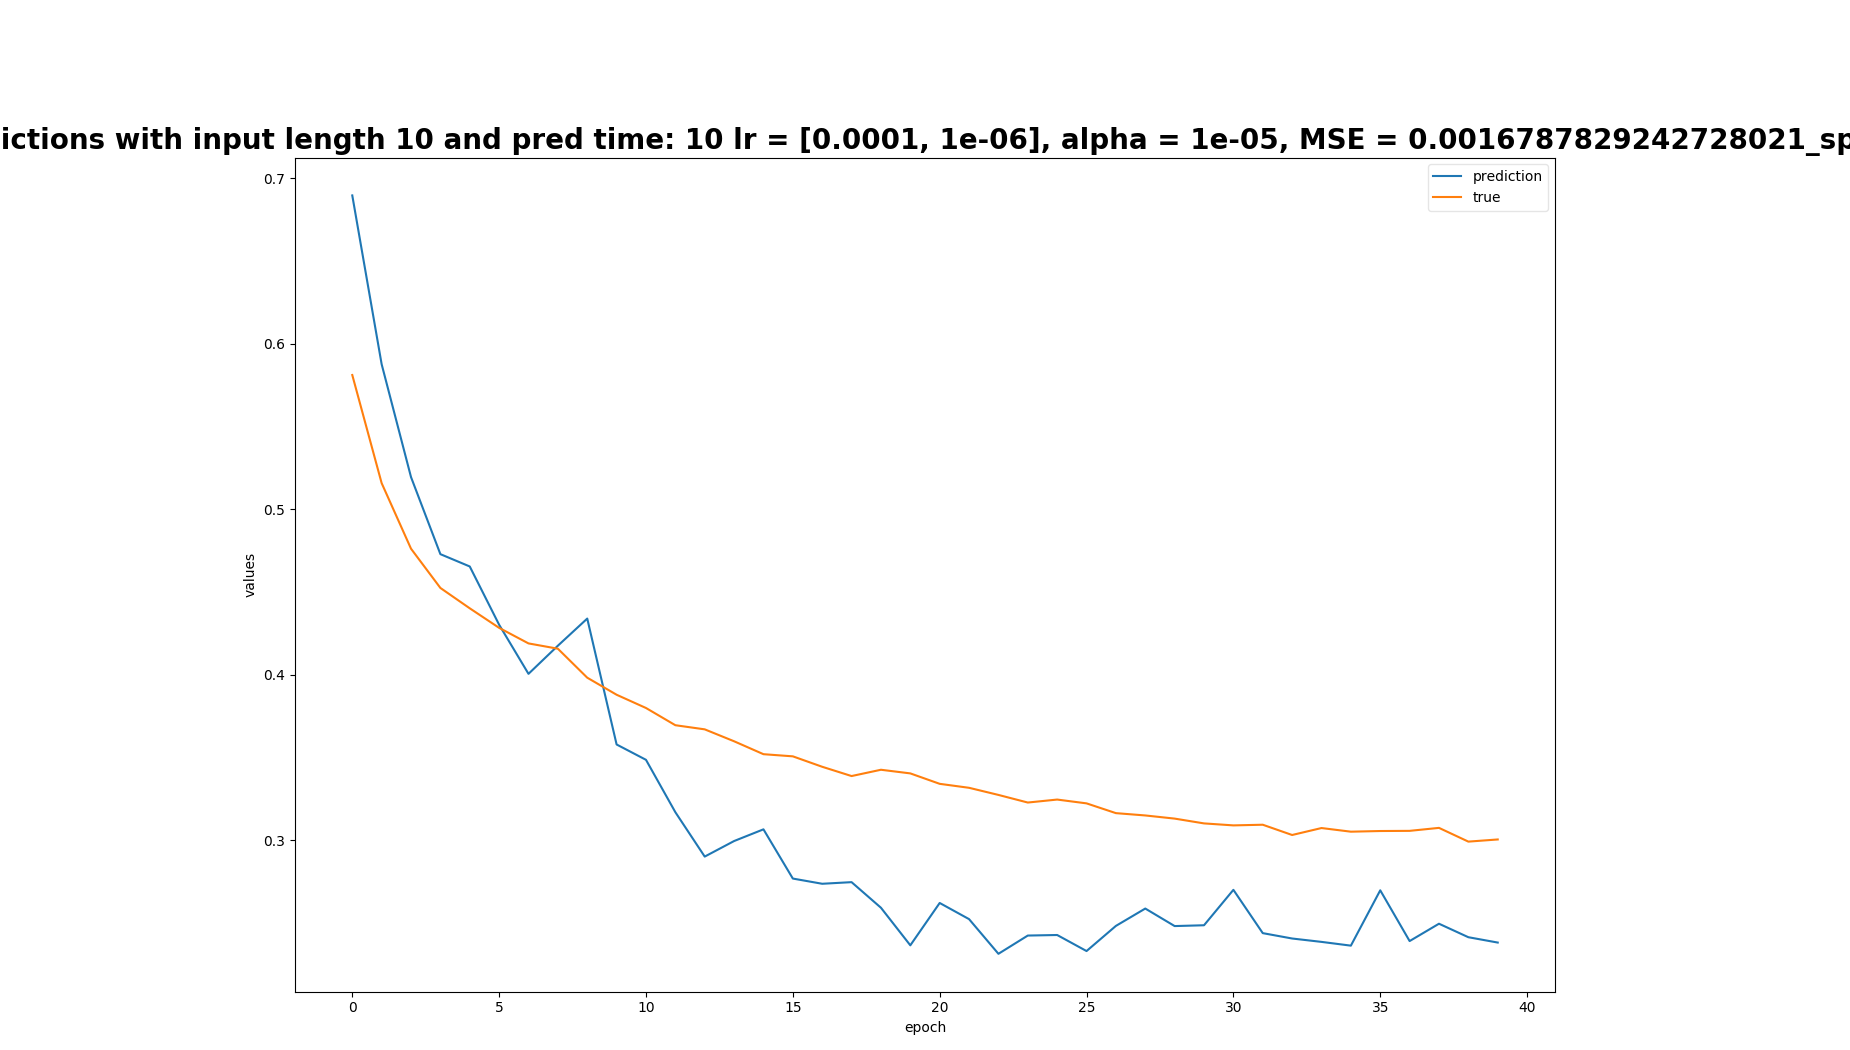 ictions with input length 10 and pred time: 10 lr = [0.0001, 1e-06], alpha = 1e-05, MSE = 0.0016787829242728021_sp
prediction
true
0.7
0.6
0.5
0.4
0.3
values
0 5 10 15 20 25 30 35 40
epoch